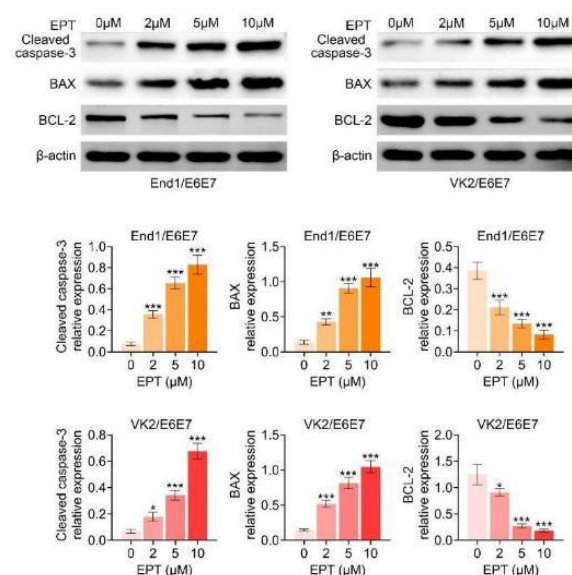 EPT 0μM 2μM 5μM 10μM
Cleaved caspase-3
BAX
BCL-2
β-actin
End1/E6E7
EPT 0μM 2μM 5μM 10μM
Cleaved caspase-3
BAX
BCL-2
β-actin
VK2/E6E7
End1/E6E7
Cleaved caspase-3
relative expression
1.0
0.8
0.6
0.4
0.2
0.0
*** *** ***
0 2 5 10
EPT (μM)
End1/E6E7
BAX
relative expression
1.5
1.0
0.5
0.0
** *** ***
0 2 5 10
EPT (μM)
End1/E6E7
BCL-2
relative expression
0.5
0.4
0.3
0.2
0.1
0.0
*** *** ***
0 2 5 10
EPT (μM)
VK2/E6E7
Cleaved caspase-3
relative expression
0.8
0.6
0.4
0.2
0.0
* *** ***
0 2 5 10
EPT (μM)
VK2/E6E7
BAX
relative expression
1.5
1.0
0.5
0.0
*** *** ***
0 2 5 10
EPT (μM)
VK2/E6E7
BCL-2
relative expression
1.5
1.0
0.5
0.0
* *** ***
0 2 5 10
EPT (μM)